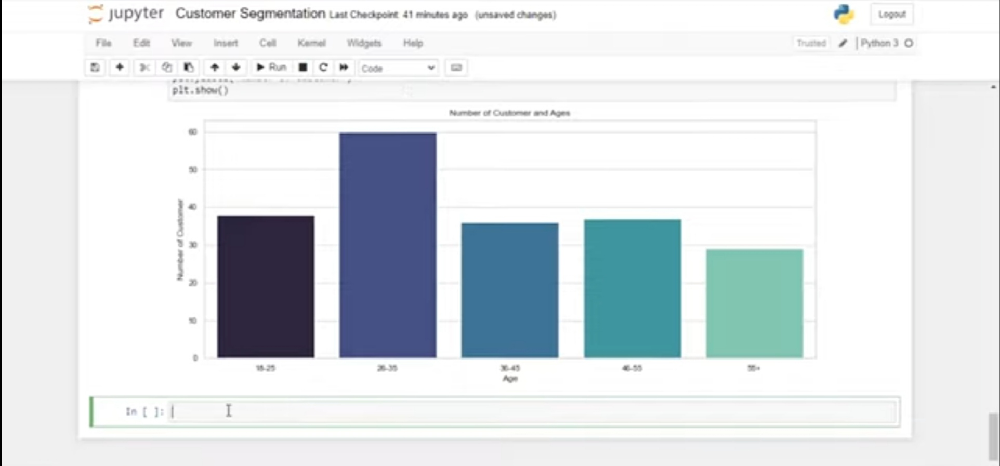 jupyter Customer Segmentation Last Checkpoint: 41 minutes ago (unsaved changes) Logout
File Edit View Insert Cell Kernel Widgets Help Trusted Python 3
Run Code
plt.show()
Number of Customer and Ages
Number of Customer
60
50
40
30
20
10
0
18-25 26-35 36-45 46-55 55+
Age
In [ ]: